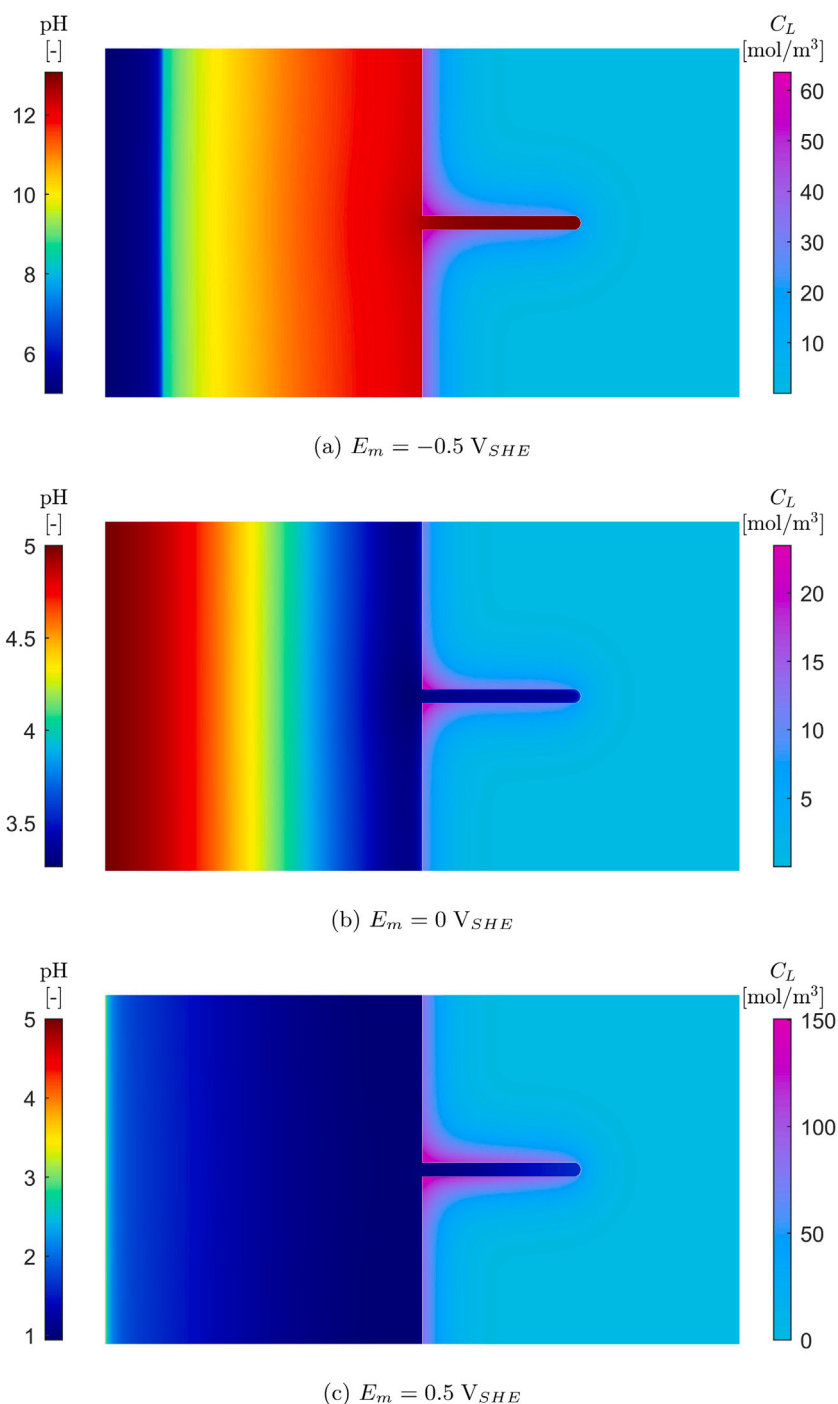 pH
[-]
C_L
[mol/m³]
12
10
8
6
60
50
40
30
20
10
(a) E_m = −0.5 V_SHE
pH
[-]
C_L
[mol/m³]
5
4.5
4
3.5
20
15
10
5
(b) E_m = 0 V_SHE
pH
[-]
C_L
[mol/m³]
5
4
3
2
1
150
100
50
0
(c) E_m = 0.5 V_SHE